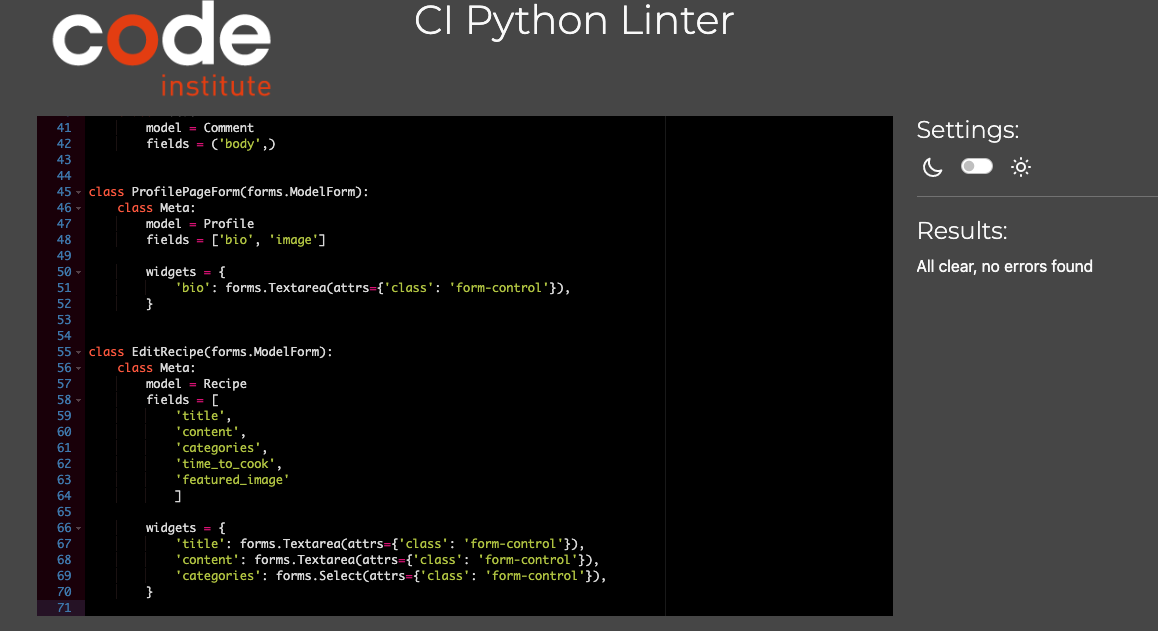 code
institute
CI Python Linter
41 model = Comment
42 fields = ('body',)
43
44
45 class ProfilePageForm(forms.ModelForm):
46 class Meta:
47 model = Profile
48 fields = ['bio', 'image']
49
50 widgets = {
51 'bio': forms.Textarea(attrs={'class': 'form-control'}),
52 }
53
54
55 class EditRecipe(forms.ModelForm):
56 class Meta:
57 model = Recipe
58 fields = [
59 'title',
60 'content',
61 'categories',
62 'time_to_cook',
63 'featured_image'
64 ]
65
66 widgets = {
67 'title': forms.Textarea(attrs={'class': 'form-control'}),
68 'content': forms.Textarea(attrs={'class': 'form-control'}),
69 'categories': forms.Select(attrs={'class': 'form-control'}),
70 }
71
Settings:
Results:
All clear, no errors found